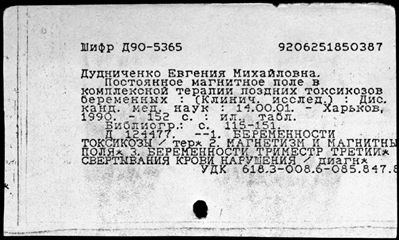 Шифр Д90-5365 9206251850387
Дудниченко Евгения Михайловна.
Постоянное магнитное поле в
комплексной терапии поздних токсикозов
беременных : (Клинич. исслед.) : Дис.
канд. мед. наук : 14.00.01. - Харьков,
1990. - 152 с. : ил., табл.
Библиогр.: с. 115-151.
Д 124177. --1. БЕРЕМЕННОСТИ
ТОКСИКОЗЫ / тер* 2. МАГНЕТИЗМ И МАГНИТНЫ
ПОЛЯ* 3. БЕРЕМЕННОСТИ ТРИМЕСТР ТРЕТИЙ*
СВЕРТЫВАНИЯ КРОВИ НАРУШЕНИЯ / диагн*
УДК 618.3-008.6-085.847.8